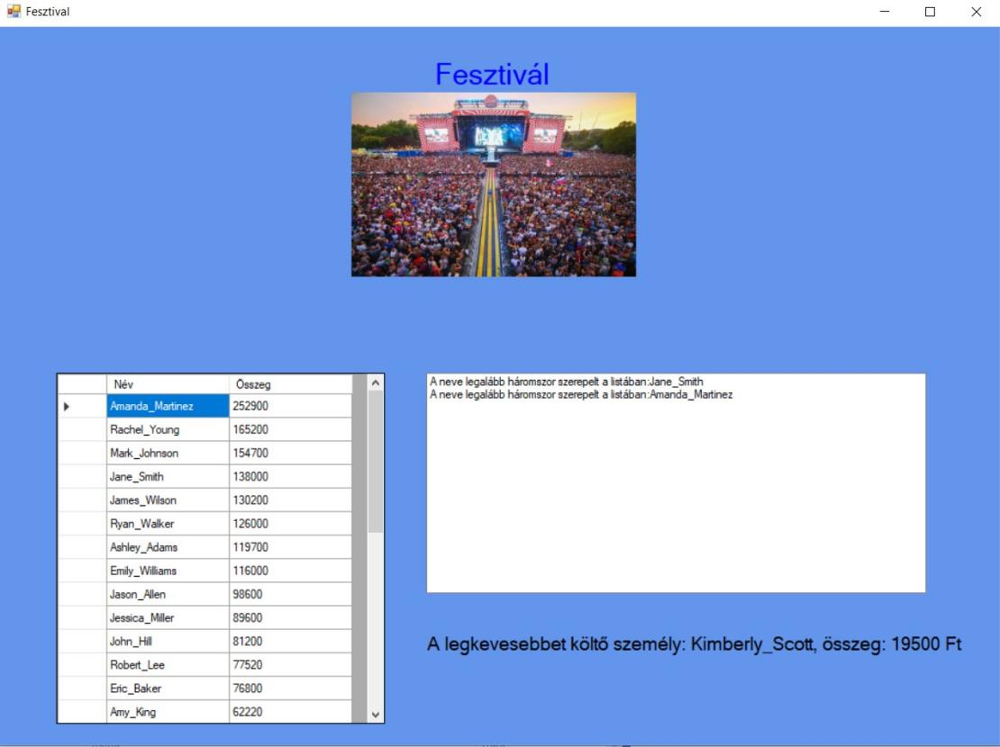 Fesztival
Fesztivál
Név Összeg
Amanda_Martinez 252900
Rachel_Young 165200
Mark_Johnson 154700
Jane_Smith 138000
James_Wilson 130200
Ryan_Walker 126000
Ashley_Adams 119700
Emily_Williams 116000
Jason_Allen 98600
Jessica_Miller 89600
John_Hill 81200
Robert_Lee 77520
Eric_Baker 76800
Amy_King 62220
A neve legalább háromszor szerepelt a listában:Jane_Smith
A neve legalább háromszor szerepelt a listában:Amanda_Martinez
A legkevesebbet költő személy: Kimberly_Scott, összeg: 19500 Ft